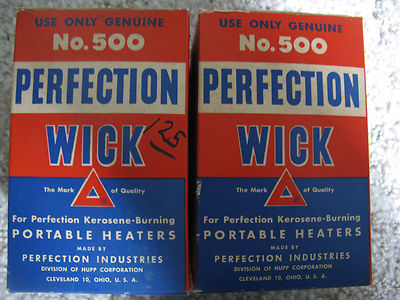 USE ONLY GENUINE
No. 500
PERFECTION
WICK
125
The Mark of Quality
®
For Perfection Kerosene-Burning
PORTABLE HEATERS
MADE BY
PERFECTION INDUSTRIES
DIVISION OF HUPP CORPORATION
CLEVELAND 10, OHIO, U. S. A.
USE ONLY GENUINE
No. 500
PERFECTION
WICK
The Mark of Quality
®
For Perfection Kerosene-Burning
PORTABLE HEATERS
MADE BY
PERFECTION INDUSTRIES
DIVISION OF HUPP CORPORATION
CLEVELAND 10, OHIO, U. S. A.